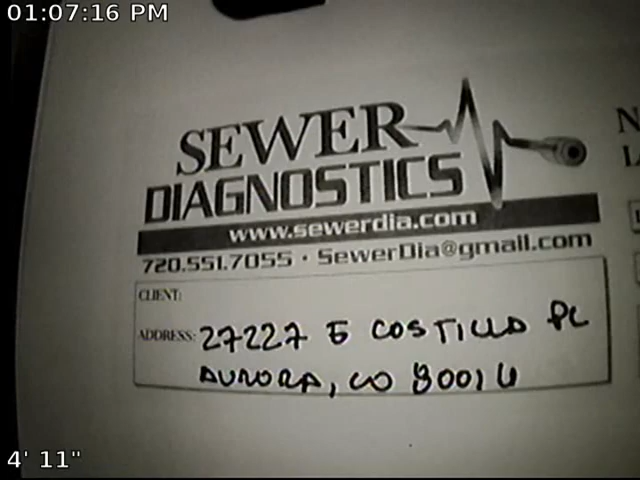 01:07:16 PM
SEWER
DIAGNOSTICS
www.sewerdia.com
720.551.7055 · SewerDia@gmail.com
CLIENT:
ADDRESS: 27227 E COSTILLA PL
AURORA, CO 80016
4' 11"